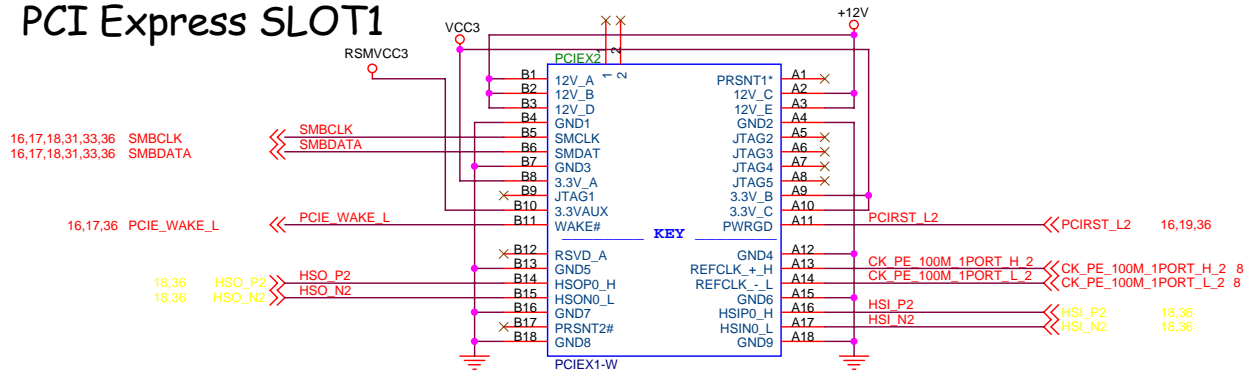 PCI Express SLOT1
+12V
VCC3
RSMVCC3
PCIEX2
1
2
B1 12V_A PRSNT1* A1
B2 12V_B 12V_C A2
B3 12V_D 12V_E A3
B4 GND1 GND2 A4
16,17,18,31,33,36 SMBCLK SMBCLK B5 SMCLK JTAG2 A5
16,17,18,31,33,36 SMBDATA SMBDATA B6 SMDAT JTAG3 A6
B7 GND3 JTAG4 A7
B8 3.3V_A JTAG5 A8
B9 JTAG1 3.3V_B A9
B10 3.3VAUX 3.3V_C A10
16,17,36 PCIE_WAKE_L PCIE_WAKE_L B11 WAKE# PWRGD A11 PCIRST_L2 PCIRST_L2 16,19,36
KEY
B12 RSVD_A GND4 A12
B13 GND5 REFCLK_+_H A13 CK_PE_100M_1PORT_H_2 CK_PE_100M_1PORT_H_2 8
18,36 HSO_P2 HSO_P2 B14 HSOP0_H REFCLK_-_L A14 CK_PE_100M_1PORT_L_2 CK_PE_100M_1PORT_L_2 8
18,36 HSO_N2 HSO_N2 B15 HSON0_L GND6 A15
B16 GND7 HSIP0_H A16 HSI_P2 HSI_P2 18,36
B17 PRSNT2# HSIN0_L A17 HSI_N2 HSI_N2 18,36
B18 GND8 GND9 A18
PCIEX1-W